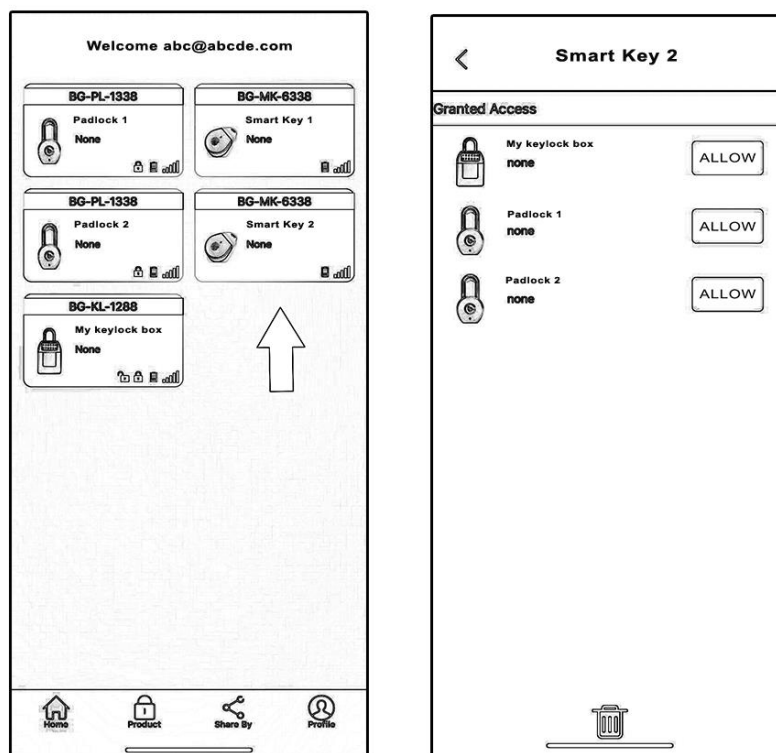 Welcome abc@abcde.com
BG-PL-1338
Padlock 1
None
BG-MK-6338
Smart Key 1
None
BG-PL-1338
Padlock 2
None
BG-MK-6338
Smart Key 2
None
BG-KL-1288
My keylock box
None
Home
Product
Share By
Profile
Smart Key 2
Granted Access
My keylock box
none
ALLOW
Padlock 1
none
ALLOW
Padlock 2
none
ALLOW